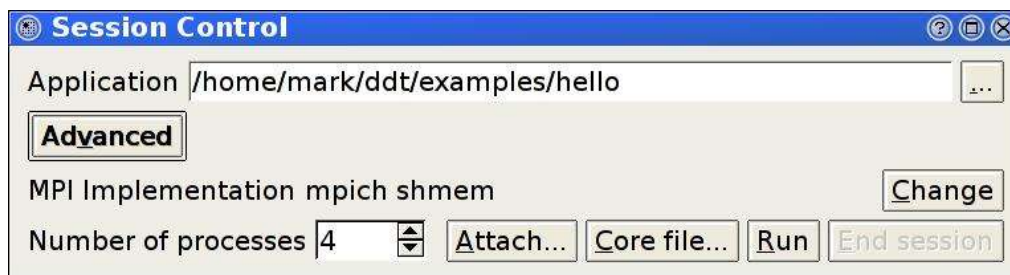 Session Control
Application /home/mark/ddt/examples/hello ...
Advanced
MPI Implementation mpich shmem Change
Number of processes 4 Attach... Core file... Run End session